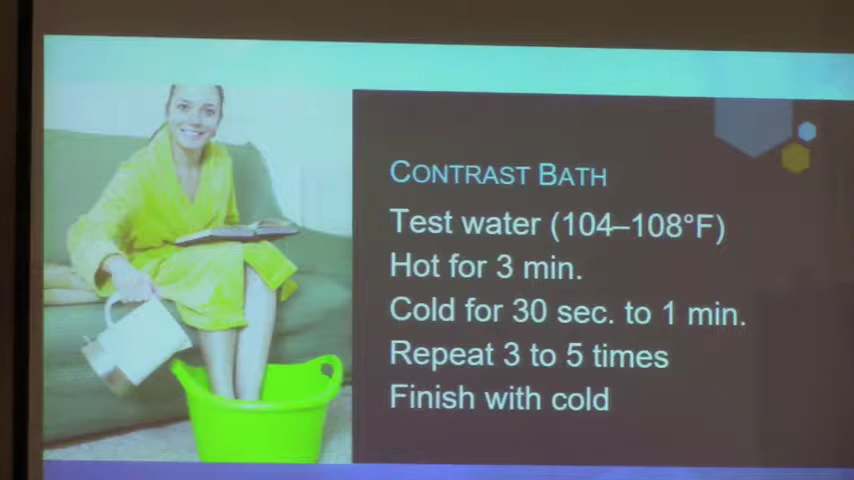 CONTRAST BATH
Test water (104–108°F)
Hot for 3 min.
Cold for 30 sec. to 1 min.
Repeat 3 to 5 times
Finish with cold